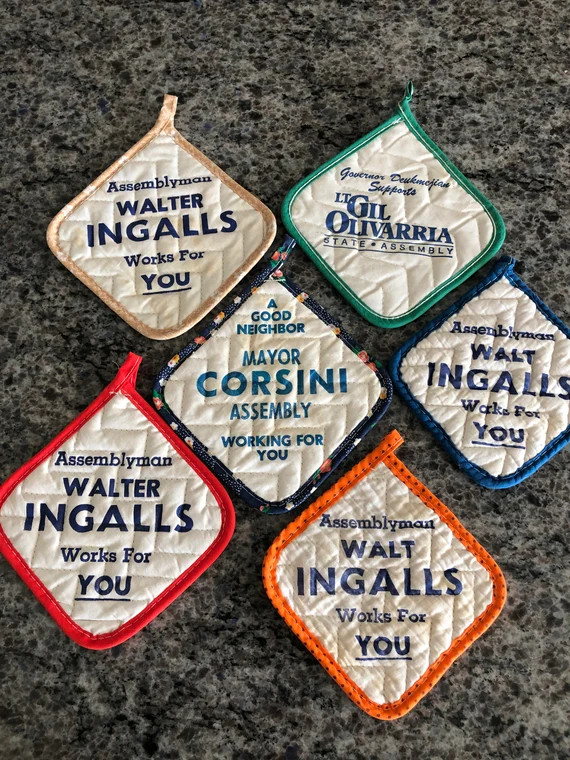 Assemblyman
WALTER
INGALLS
Works For
YOU
Governor Deukmejian
Supports
LT GIL
OLIVARRIA
STATE • ASSEMBLY
A
GOOD
NEIGHBOR
MAYOR
CORSINI
ASSEMBLY
WORKING FOR
YOU
Assemblyman
WALT
INGALLS
Works For
YOU
Assemblyman
WALTER
INGALLS
Works For
YOU
Assemblyman
WALT
INGALLS
Works For
YOU